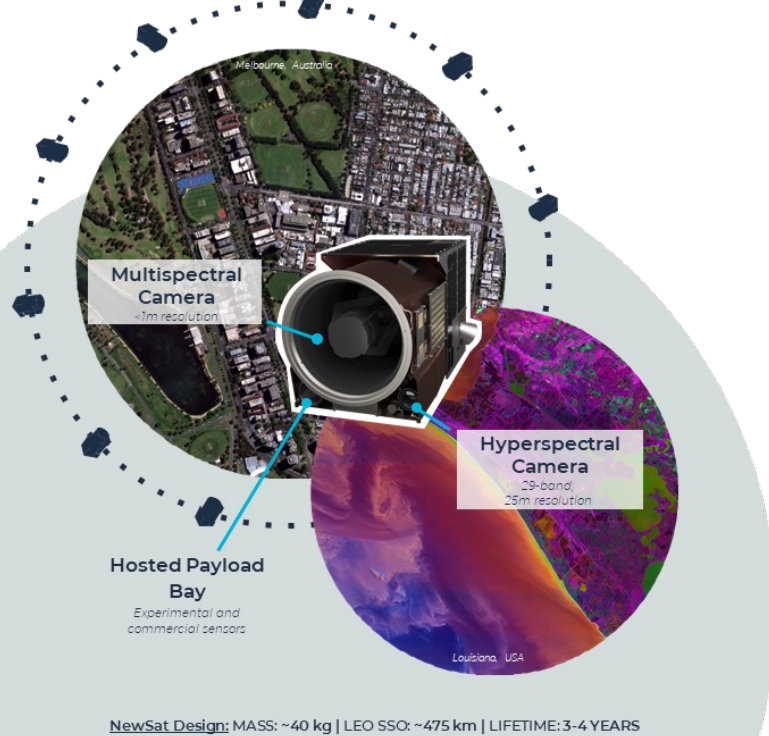 Melbourne, Australia
Multispectral
Camera
<1m resolution
Hyperspectral
Camera
29-band,
25m resolution
Hosted Payload
Bay
Experimental and
commercial sensors
Louisiana, USA
NewSat Design: MASS: ~40 kg | LEO SSO: ~475 km | LIFETIME: 3-4 YEARS